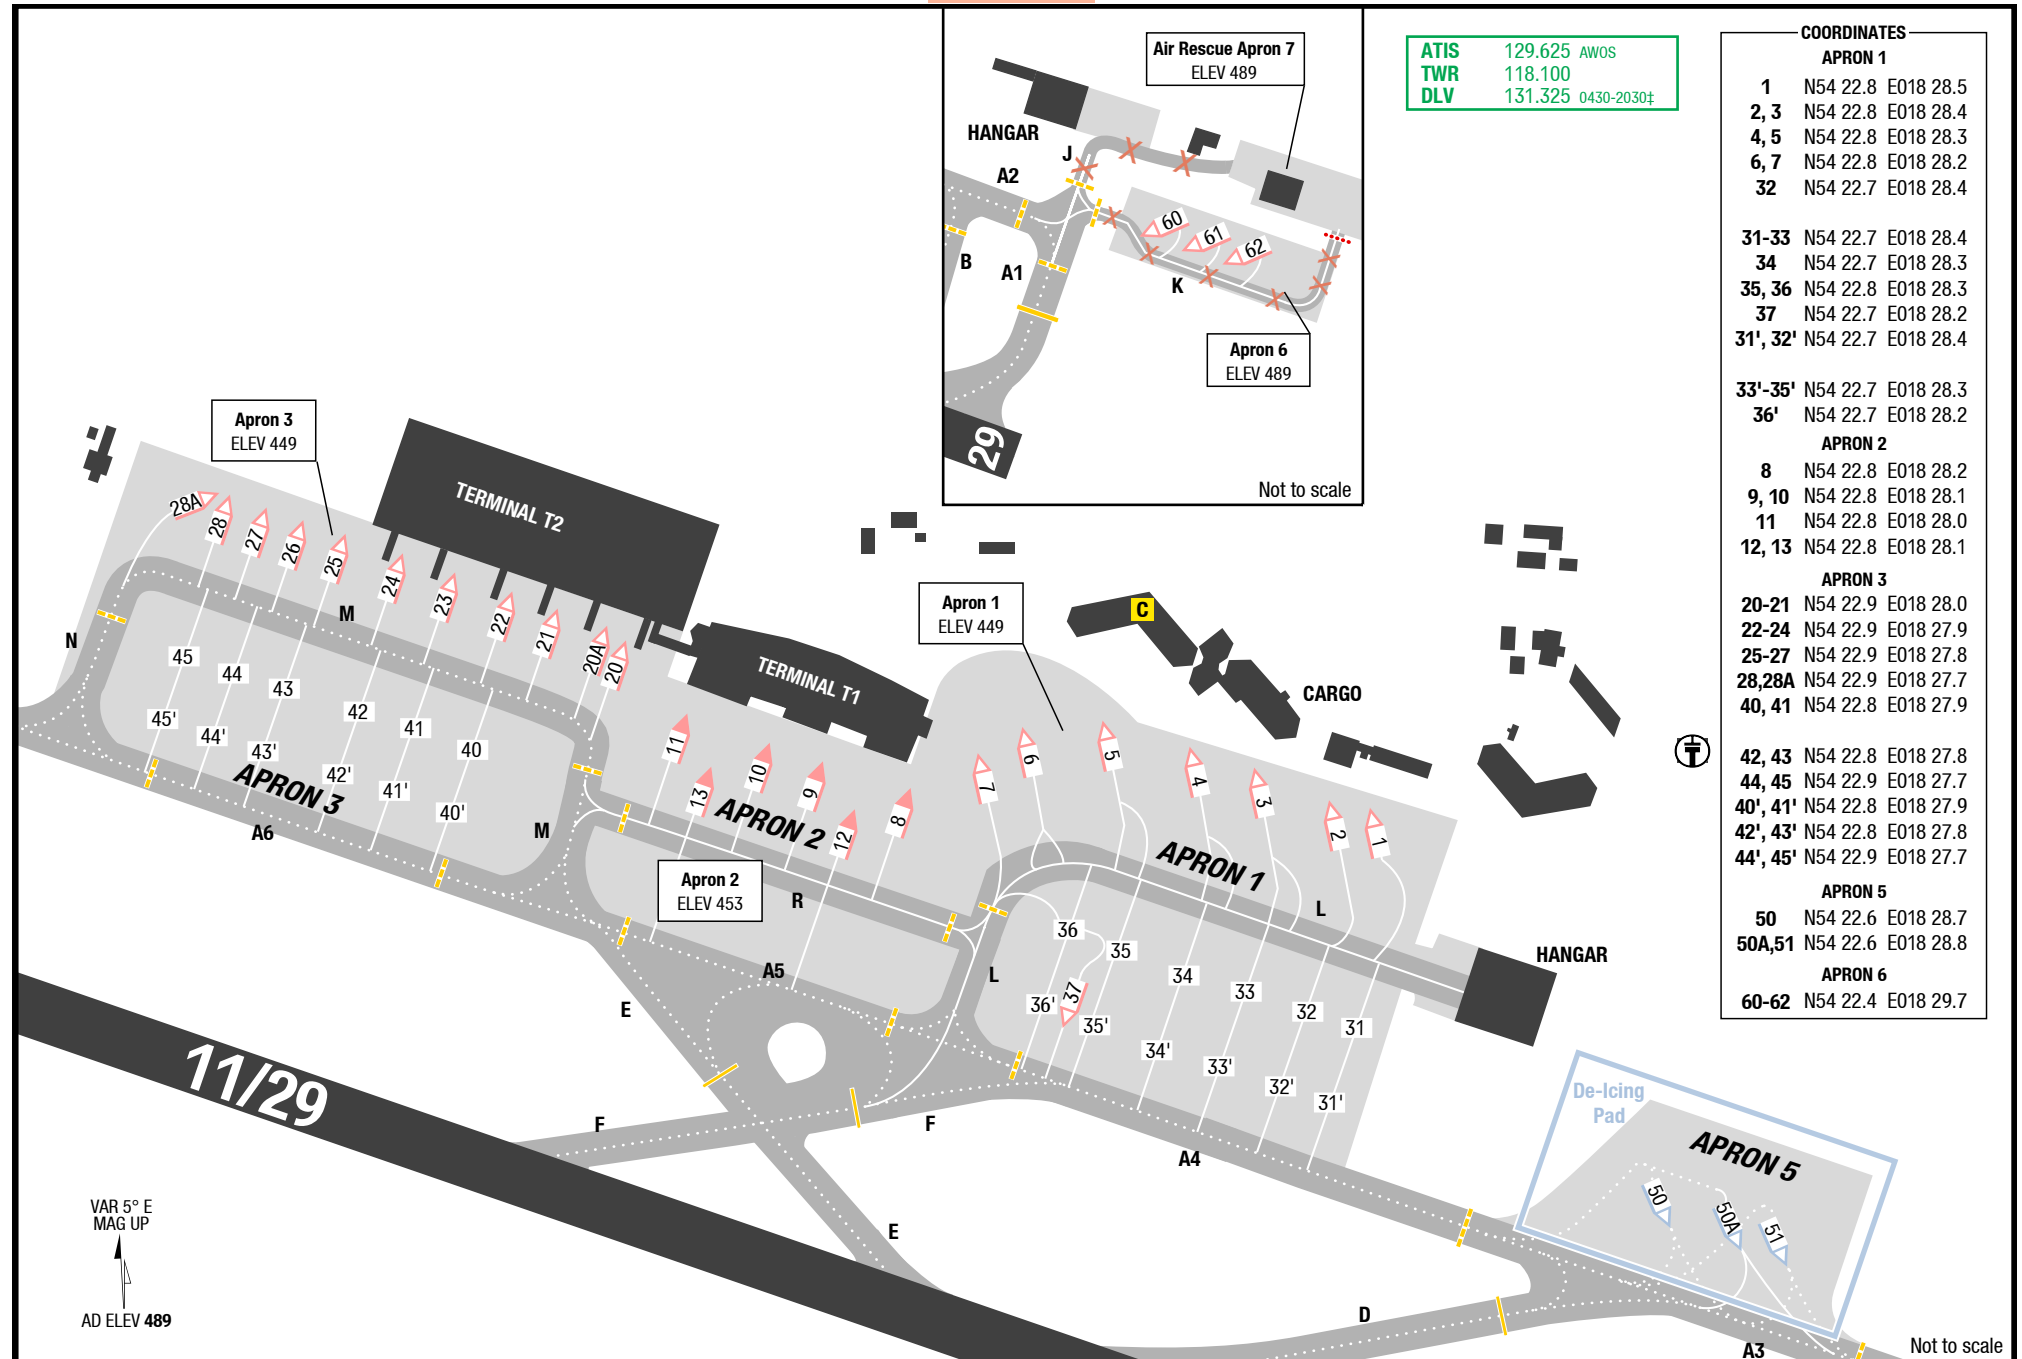 Air Rescue Apron 7
ELEV 489
HANGAR
J
A2
B
A1
60
61
62
K
Apron 6
ELEV 489
29
Not to scale
ATIS 129.625 AWOS
TWR 118.100
DLV 131.325 0430-2030‡
COORDINATES
APRON 1
1 N54 22.8 E018 28.5
2, 3 N54 22.8 E018 28.4
4, 5 N54 22.8 E018 28.3
6, 7 N54 22.8 E018 28.2
32 N54 22.7 E018 28.4
31-33 N54 22.7 E018 28.4
34 N54 22.7 E018 28.3
35, 36 N54 22.8 E018 28.3
37 N54 22.7 E018 28.2
31', 32' N54 22.7 E018 28.4
33'-35' N54 22.7 E018 28.3
36' N54 22.7 E018 28.2
APRON 2
8 N54 22.8 E018 28.2
9, 10 N54 22.8 E018 28.1
11 N54 22.8 E018 28.0
12, 13 N54 22.8 E018 28.1
APRON 3
20-21 N54 22.9 E018 28.0
22-24 N54 22.9 E018 27.9
25-27 N54 22.9 E018 27.8
28,28A N54 22.9 E018 27.7
40, 41 N54 22.8 E018 27.9
42, 43 N54 22.8 E018 27.8
44, 45 N54 22.9 E018 27.7
40', 41' N54 22.8 E018 27.9
42', 43' N54 22.8 E018 27.8
44', 45' N54 22.9 E018 27.7
APRON 5
50 N54 22.6 E018 28.7
50A,51 N54 22.6 E018 28.8
APRON 6
60-62 N54 22.4 E018 29.7
Apron 3
ELEV 449
TERMINAL T2
28A
28
27
26
25
24
23
22
21
20A
20
M
N
45
44
43
42
41
40
45'
44'
43'
42'
41'
40'
APRON 3
A6
M
TERMINAL T1
11
10
9
13
12
8
APRON 2
Apron 2
ELEV 453
R
A5
E
Apron 1
ELEV 449
C
CARGO
7
6
5
4
3
2
1
APRON 1
L
HANGAR
L
36
35
34
33
32
31
36'
37
35'
34'
33'
32'
31'
11/29
F
F
A4
E
De-Icing
Pad
APRON 5
50
50A
51
D
A3
VAR 5° E
MAG UP
AD ELEV 489
Not to scale